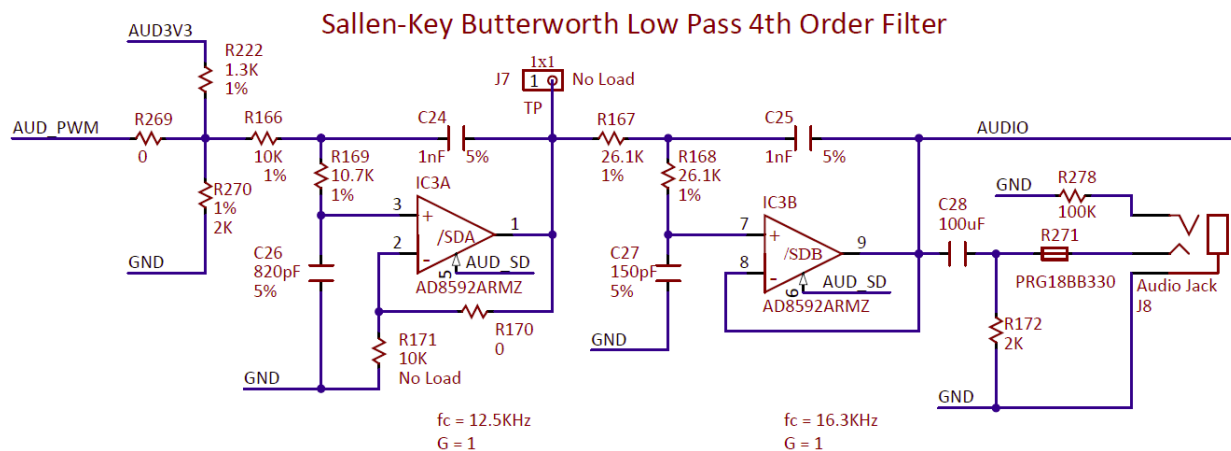 Sallen-Key Butterworth Low Pass 4th Order Filter
AUD3V3
R222
1.3K
1%
J7
1x1
1
No Load
TP
AUD_PWM
R269
0
R166
10K
1%
C24
1nF
5%
R167
26.1K
1%
C25
1nF
5%
AUDIO
R169
10.7K
1%
R168
26.1K
1%
R270
1%
2K
IC3A
3
+
/SDA
1
2
-
5
AUD_SD
AD8592ARMZ
IC3B
7
+
/SDB
9
8
-
6
AUD_SD
AD8592ARMZ
C28
100uF
GND
R278
100K
R271
PRG18BB330
Audio Jack
J8
GND
C26
820pF
5%
C27
150pF
5%
R170
0
R171
10K
No Load
GND
GND
R172
2K
GND
fc = 12.5KHz
G = 1
fc = 16.3KHz
G = 1